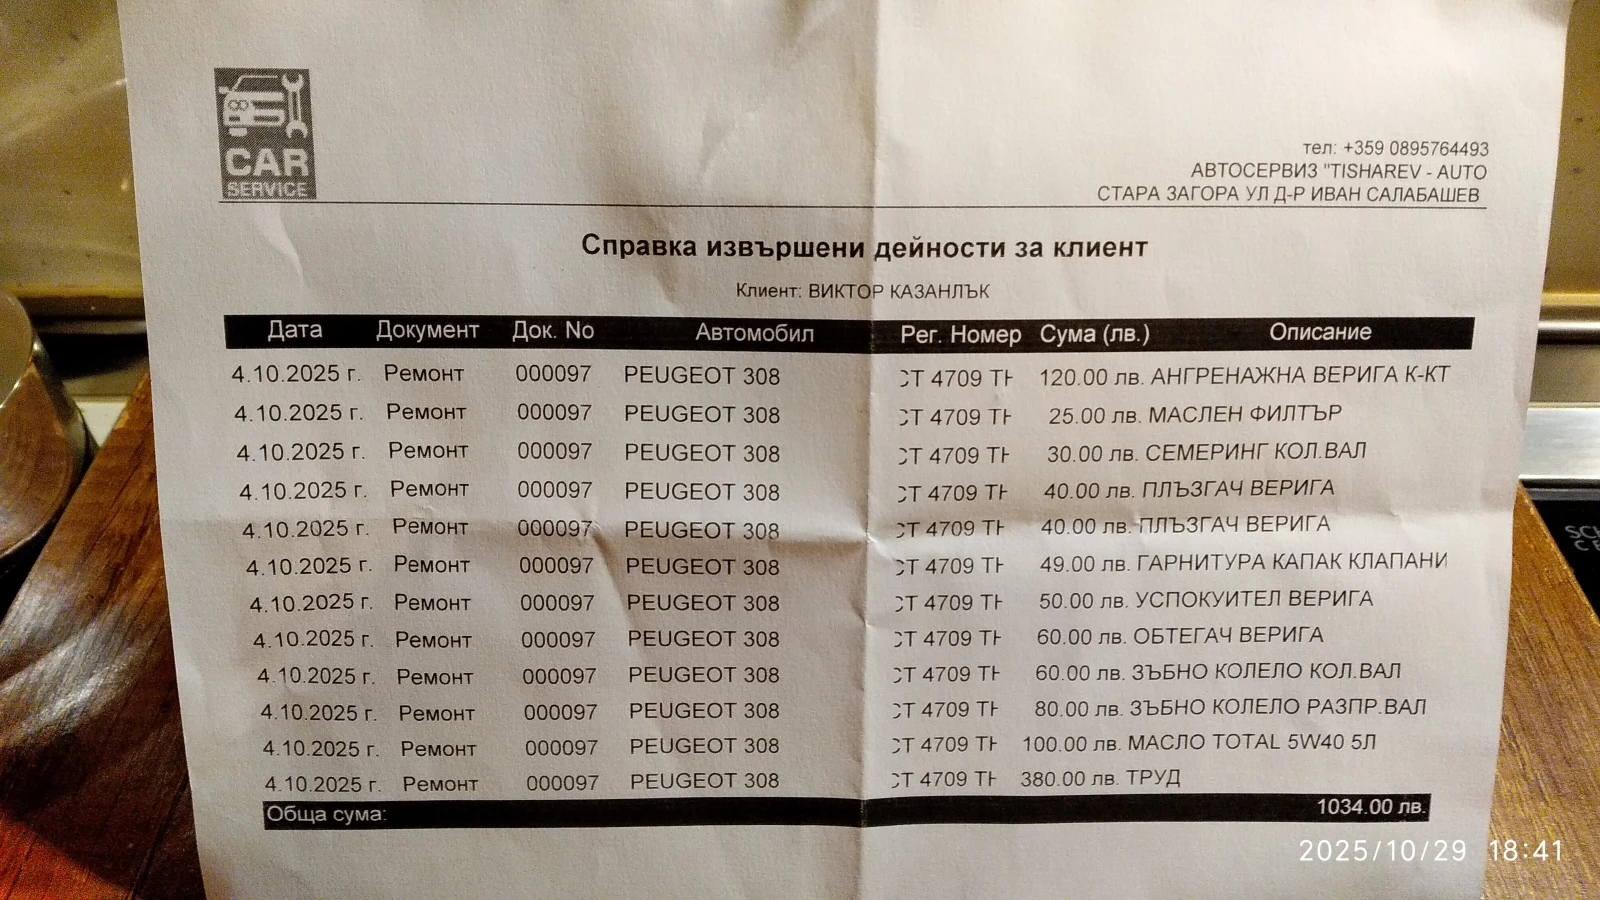 CAR
SERVICE
тел: +359 0895764493
АВТОСЕРВИЗ "TISHAREV - AUTO
СТАРА ЗАГОРА УЛ Д-Р ИВАН САЛАБАШЕВ
Справка извършени дейности за клиент
Клиент: ВИКТОР КАЗАНЛЪК
Дата Документ Док. No Автомобил Рег. Номер Сума (лв.) Описание
4.10.2025 г. Ремонт 000097 PEUGEOT 308 СТ 4709 ТН 120.00 лв. АНГРЕНАЖНА ВЕРИГА К-КТ
4.10.2025 г. Ремонт 000097 PEUGEOT 308 СТ 4709 ТН 25.00 лв. МАСЛЕН ФИЛТЪР
4.10.2025 г. Ремонт 000097 PEUGEOT 308 СТ 4709 ТН 30.00 лв. СЕМЕРИНГ КОЛ.ВАЛ
4.10.2025 г. Ремонт 000097 PEUGEOT 308 СТ 4709 ТН 40.00 лв. ПЛЪЗГАЧ ВЕРИГА
4.10.2025 г. Ремонт 000097 PEUGEOT 308 СТ 4709 ТН 40.00 лв. ПЛЪЗГАЧ ВЕРИГА
4.10.2025 г. Ремонт 000097 PEUGEOT 308 СТ 4709 ТН 49.00 лв. ГАРНИТУРА КАПАК КЛАПАНИ
4.10.2025 г. Ремонт 000097 PEUGEOT 308 СТ 4709 ТН 50.00 лв. УСПОКУИТЕЛ ВЕРИГА
4.10.2025 г. Ремонт 000097 PEUGEOT 308 СТ 4709 ТН 60.00 лв. ОБТЕГАЧ ВЕРИГА
4.10.2025 г. Ремонт 000097 PEUGEOT 308 СТ 4709 ТН 60.00 лв. ЗЪБНО КОЛЕЛО КОЛ.ВАЛ
4.10.2025 г. Ремонт 000097 PEUGEOT 308 СТ 4709 ТН 80.00 лв. ЗЪБНО КОЛЕЛО РАЗПР.ВАЛ
4.10.2025 г. Ремонт 000097 PEUGEOT 308 СТ 4709 ТН 100.00 лв. МАСЛО TOTAL 5W40 5Л
4.10.2025 г. Ремонт 000097 PEUGEOT 308 СТ 4709 ТН 380.00 лв. ТРУД
Обща сума: 1034.00 лв.
2025/10/29 18:41